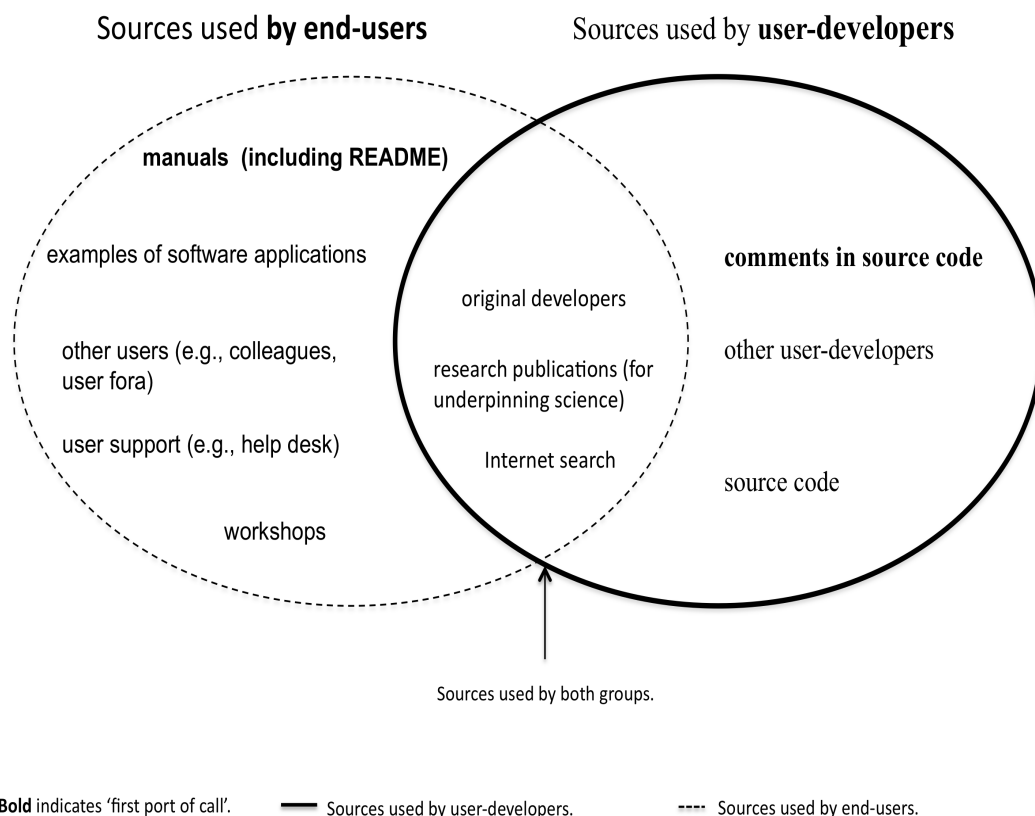 Sources used by end-users
Sources used by user-developers
manuals (including README)
examples of software applications
other users (e.g., colleagues,
user fora)
user support (e.g., help desk)
workshops
original developers
research publications (for
underpinning science)
Internet search
comments in source code
other user-developers
source code
Sources used by both groups.
Bold indicates ‘first port of call’.
Sources used by user-developers.
Sources used by end-users.